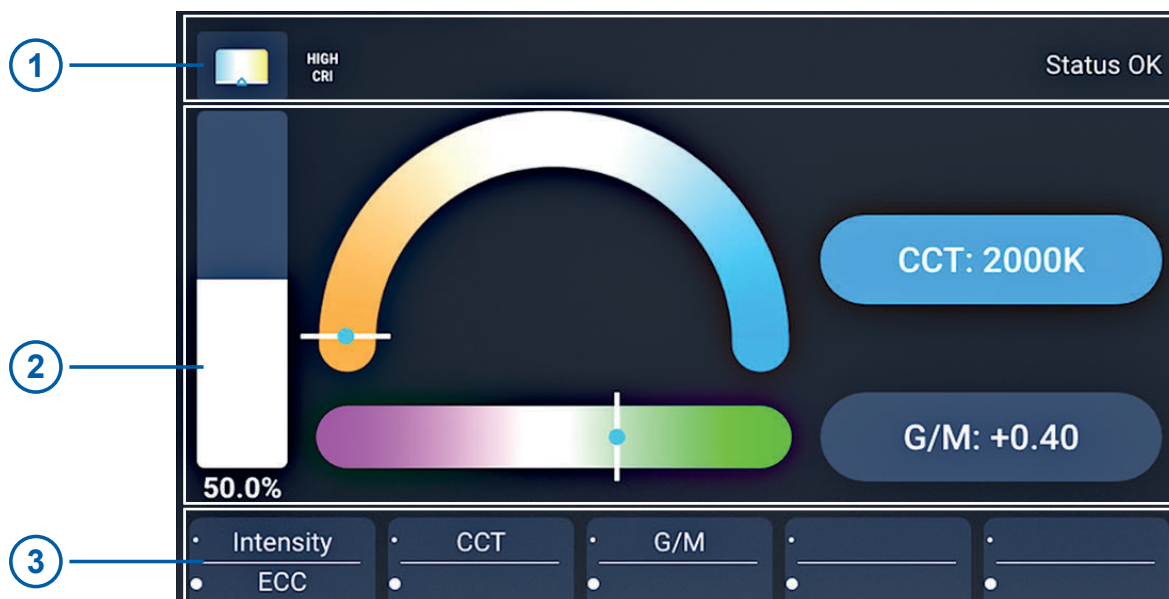 1
HIGH
CRI
Status OK
2
CCT: 2000K
G/M: +0.40
50.0%
3
Intensity
CCT
G/M
ECC